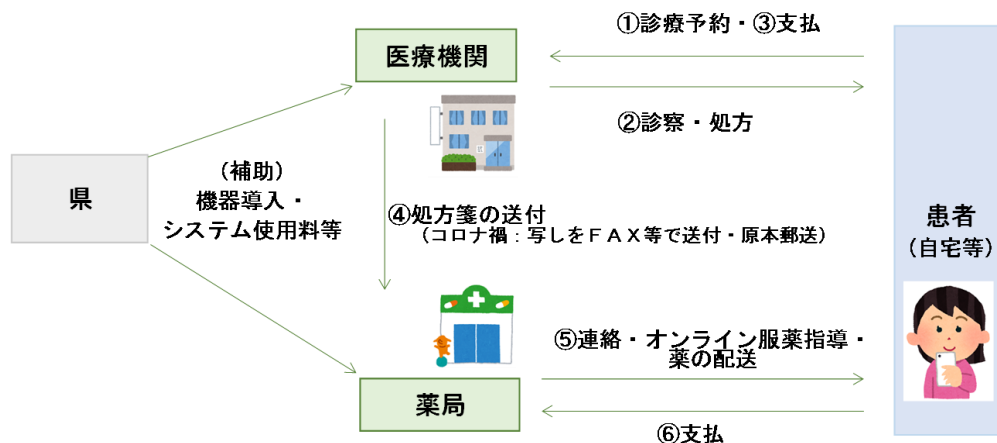 ①診療予約・③支払
医療機関
②診察・処方
県
（補助）
機器導入・
システム使用料等
④処方箋の送付
（コロナ禍：写しをＦＡＸ等で送付・原本郵送）
患者
（自宅等）
⑤連絡・オンライン服薬指導・
薬の配送
薬局
⑥支払